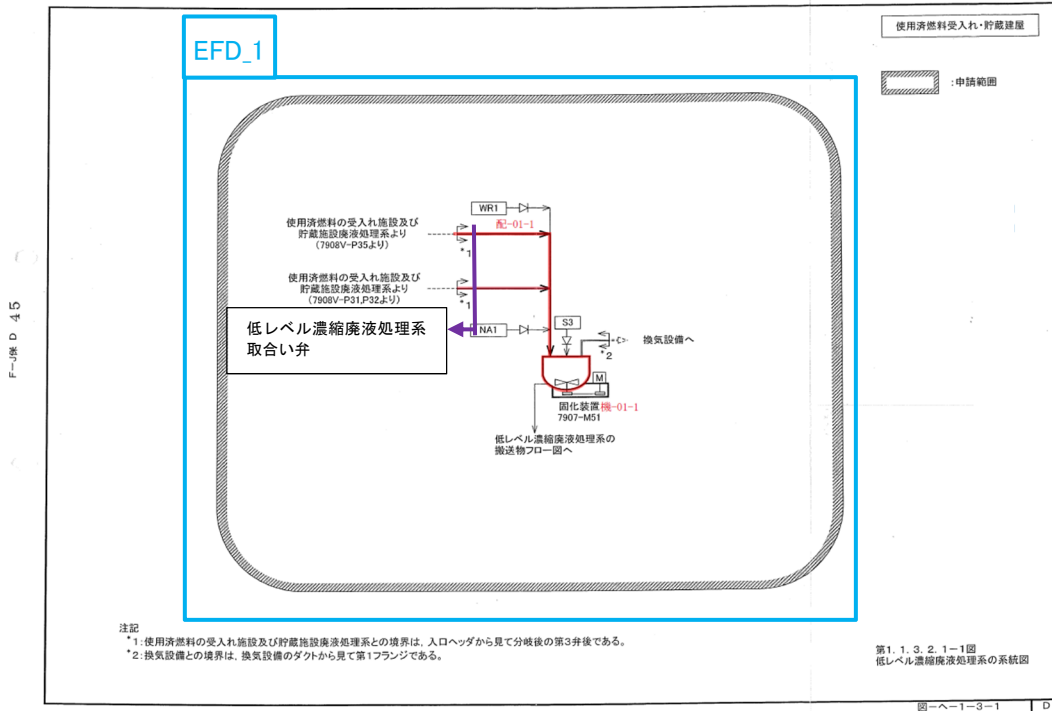 使用済燃料受入れ・貯蔵建屋
EFD_1
:申請範囲
WR1
配-01-1
使用済燃料の受入れ施設及び
貯蔵施設廃液処理系より
(7908V-P35より)
*1
使用済燃料の受入れ施設及び
貯蔵施設廃液処理系より
(7908V-P31,P32より)
*1
低レベル濃縮廃液処理系
取合い弁
NA1
S3
換気設備へ
*2
M
固化装置 機-01-1
7907-M51
低レベル濃縮廃液処理系の
搬送物フロー図へ
F-J保 D 45
注記
*1:使用済燃料の受入れ施設及び貯蔵施設廃液処理系との境界は, 入口ヘッダから見て分岐後の第3弁後である。
*2:換気設備との境界は, 換気設備のダクトから見て第1フランジである。
第1. 1. 3. 2. 1-1図
低レベル濃縮廃液処理系の系統図
図-ヘ-1-3-1 D